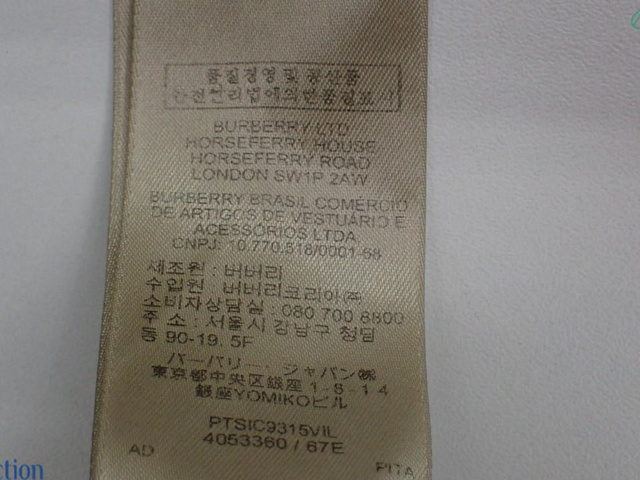 품질경영 및 공산품
안전관리법에의한품질표시
BURBERRY LTD
HORSEFERRY HOUSE
HORSEFERRY ROAD
LONDON SW1P 2AW
BURBERRY BRASIL COMÉRCIO
DE ARTIGOS DE VESTUÁRIO E
ACESSÓRIOS LTDA
CNPJ: 10.770.518/0001-68
제조원 : 버버리
수입원 버버리코리아㈜
소비자상담실 : 080 700 8800
주 소 : 서울시 강남구 청담
동 90-19. 5F
バーバリー・ジャパン㈱
東京都中央区銀座 1-8-14
銀座YOMIKOビル
PTSIC9315VIL
4053360 / 67E
AD
PITA
ction